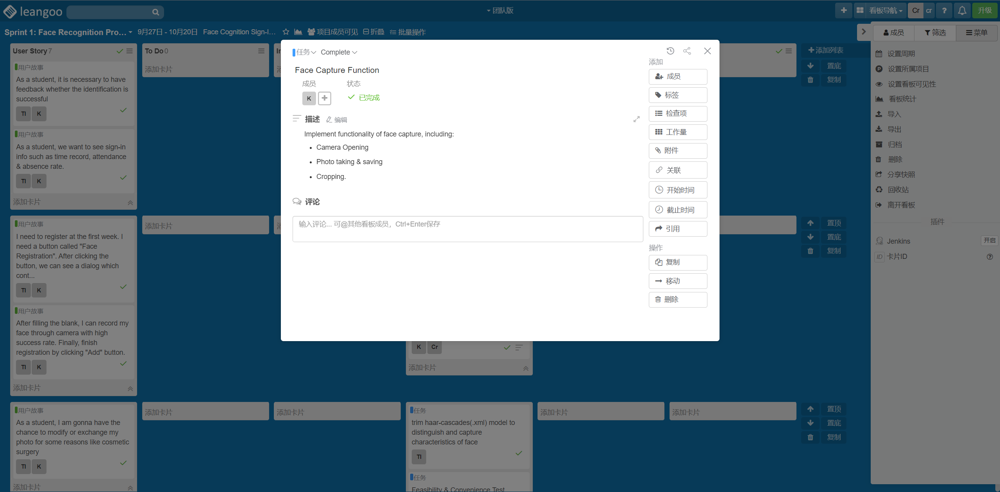 leangoo
团队版
看板导航
Cr
cr
?
升级
Sprint 1: Face Recognition Pro...
9月27日 - 10月20日
Face Cognition Sign-I...
项目成员可见
折叠
批量操作
成员
筛选
菜单
User Story 7
用户故事
As a student, it is necessary to have
feedback whether the identification is
successful
TI
K
用户故事
As a student, we want to see sign-in
info such as time record, attendance
& absence rate.
TI
K
添加卡片
用户故事
I need to register at the first week. I
need a button called "Face
Registration". After clicking the
button, we can see a dialog which
cont...
TI
K
用户故事
After filling the blank, I can record my
face through camera with high
success rate. Finally, finish
registration by clicking "Add" button.
TI
K
添加卡片
用户故事
As a student, I am gonna have the
chance to modify or exchange my
photo for some reasons like cosmetic
surgery
TI
K
添加卡片
To Do 0
添加卡片
添加卡片
添加卡片
添加卡片
任务
Complete
Face Capture Function
成员
状态
K
已完成
描述
编辑
Implement functionality of face capture, including:
• Camera Opening
• Photo taking & saving
• Cropping.
评论
输入评论... 可@其他看板成员，Ctrl+Enter保存
添加
成员
标签
检查项
工作量
附件
关联
开始时间
截止时间
引用
操作
复制
移动
删除
K
Cr
添加卡片
任务
trim haar-cascades(.xml) model to
distinguish and capture
characteristics of face
TI
任务
Feasibility & Convenience Test
添加卡片
添加卡片
添加列表
置底
复制
置顶
置底
复制
置顶
置底
复制
设置周期
设置所属项目
设置看板可见性
看板统计
导入
导出
归档
删除
分享快照
回收站
离开看板
插件
Jenkins
开启
ID
卡片ID